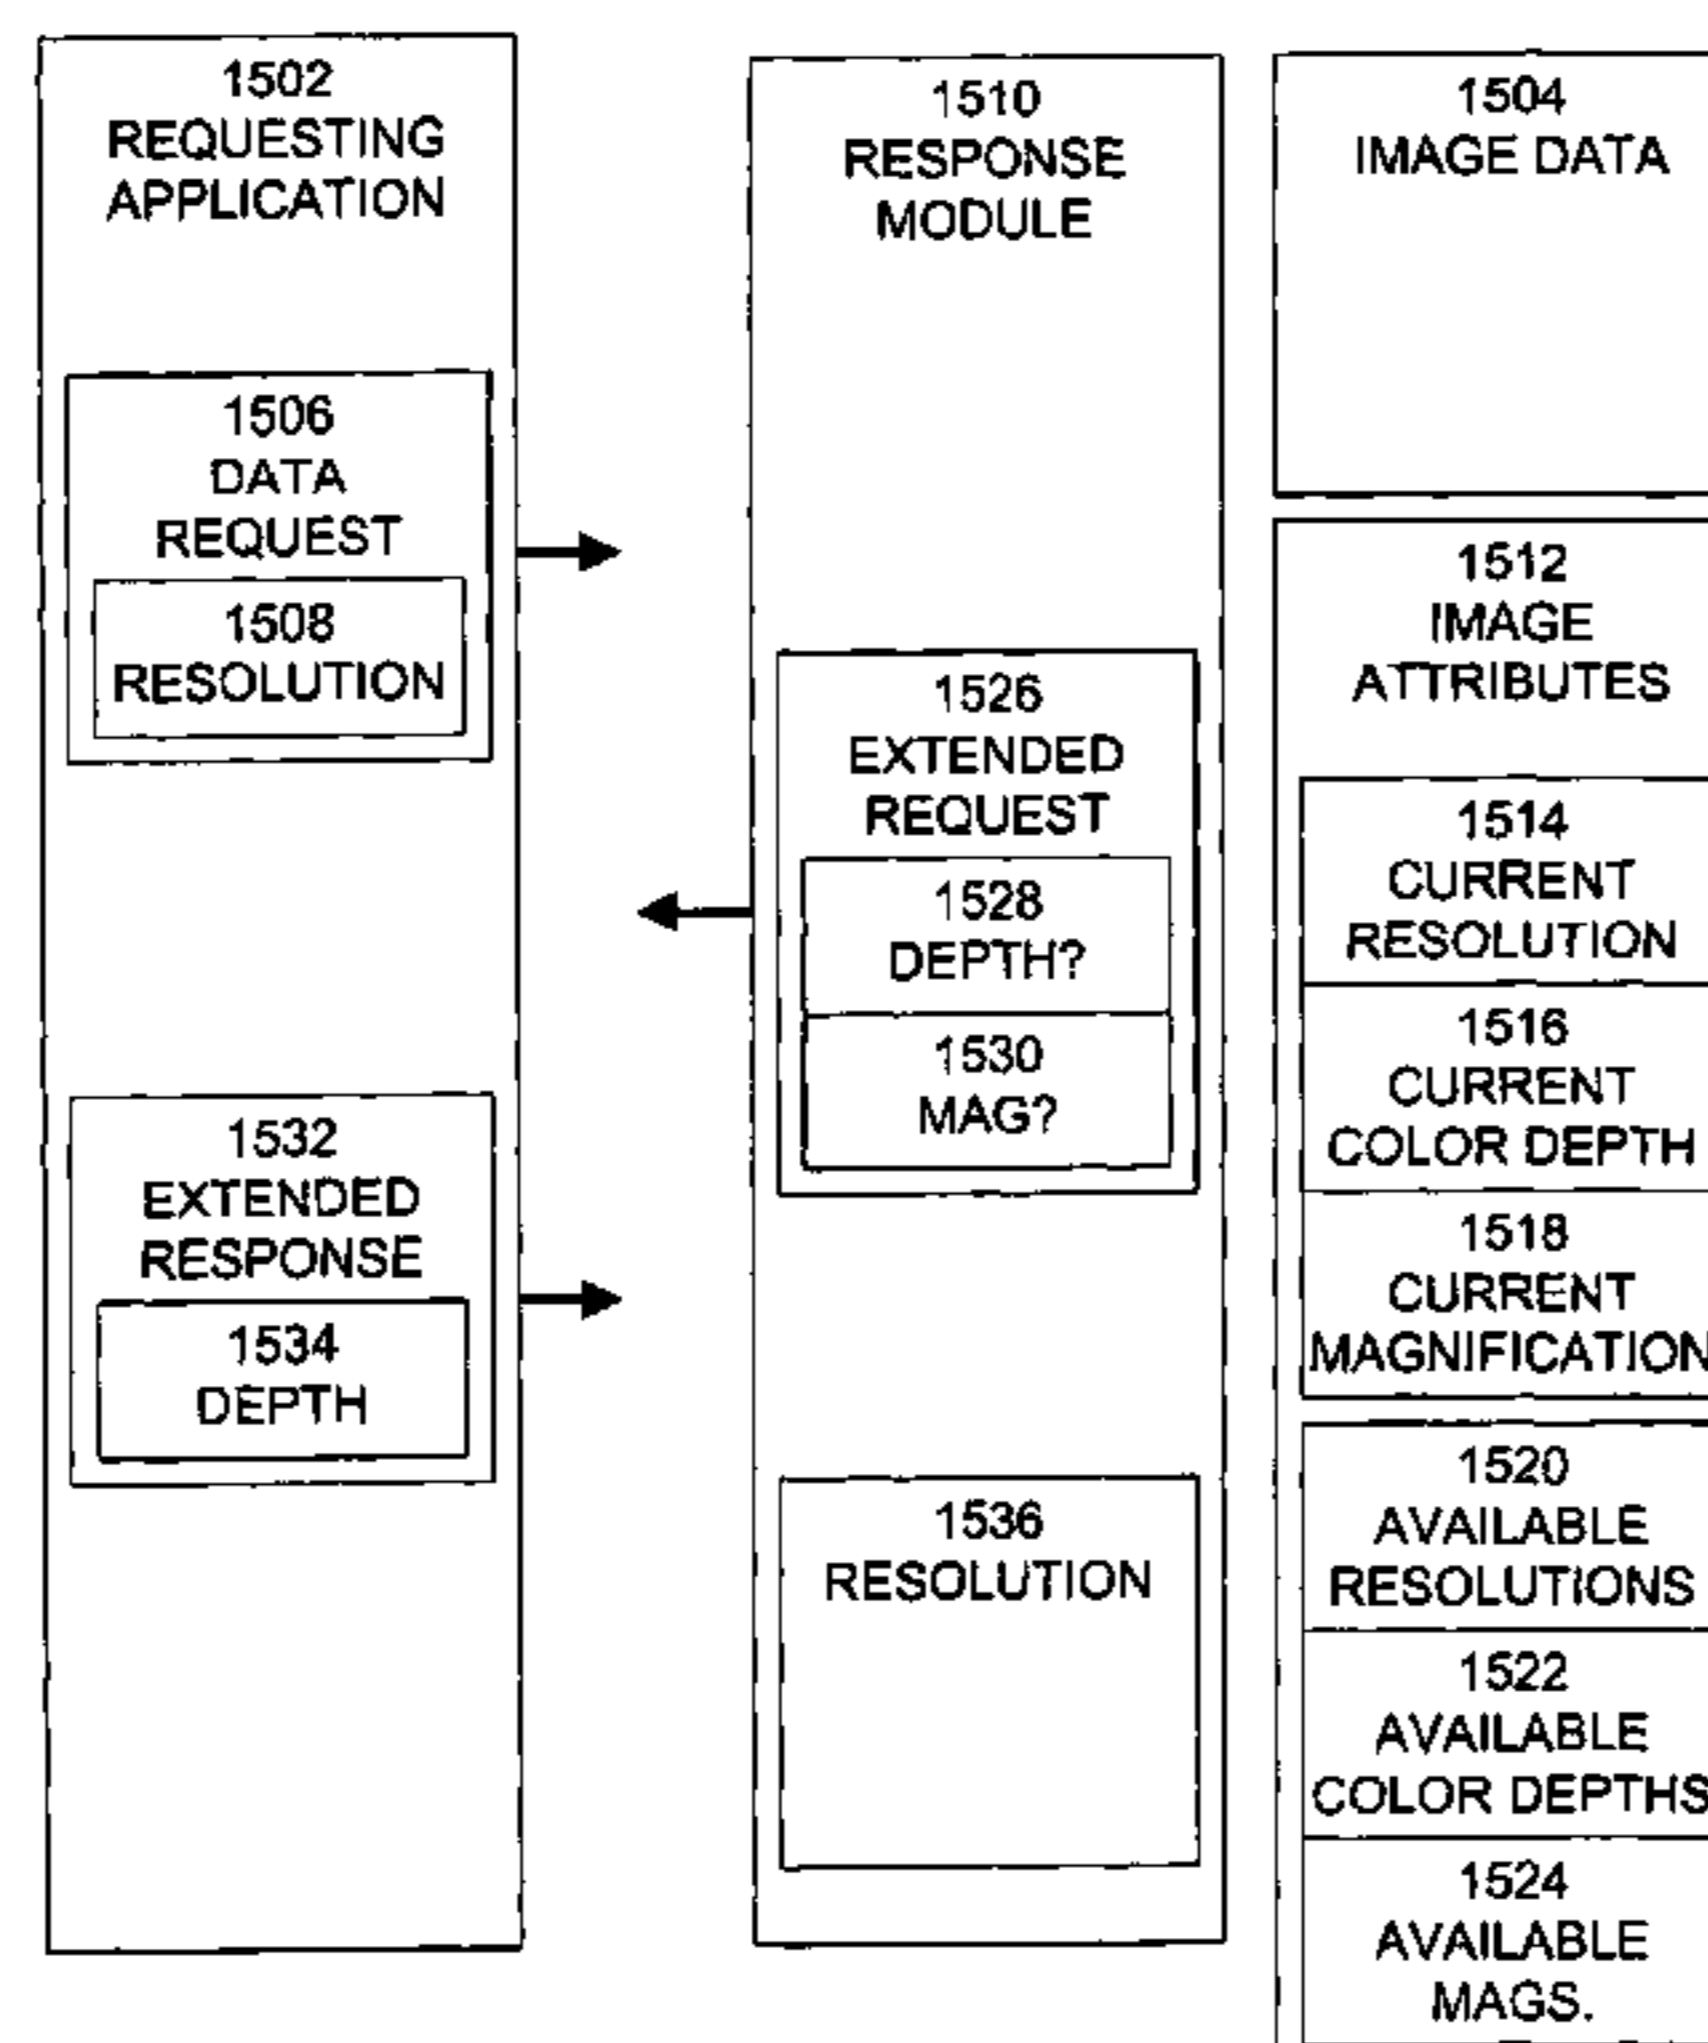 1502
REQUESTING
APPLICATION
1506
DATA
REQUEST
1508
RESOLUTION
1532
EXTENDED
RESPONSE
1534
DEPTH
1510
RESPONSE
MODULE
1526
EXTENDED
REQUEST
1528
DEPTH?
1530
MAG?
1536
RESOLUTION
1504
IMAGE DATA
1512
IMAGE
ATTRIBUTES
1514
CURRENT
RESOLUTION
1516
CURRENT
COLOR DEPTH
1518
CURRENT
MAGNIFICATION
1520
AVAILABLE
RESOLUTIONS
1522
AVAILABLE
COLOR DEPTHS
1524
AVAILABLE
MAGS.